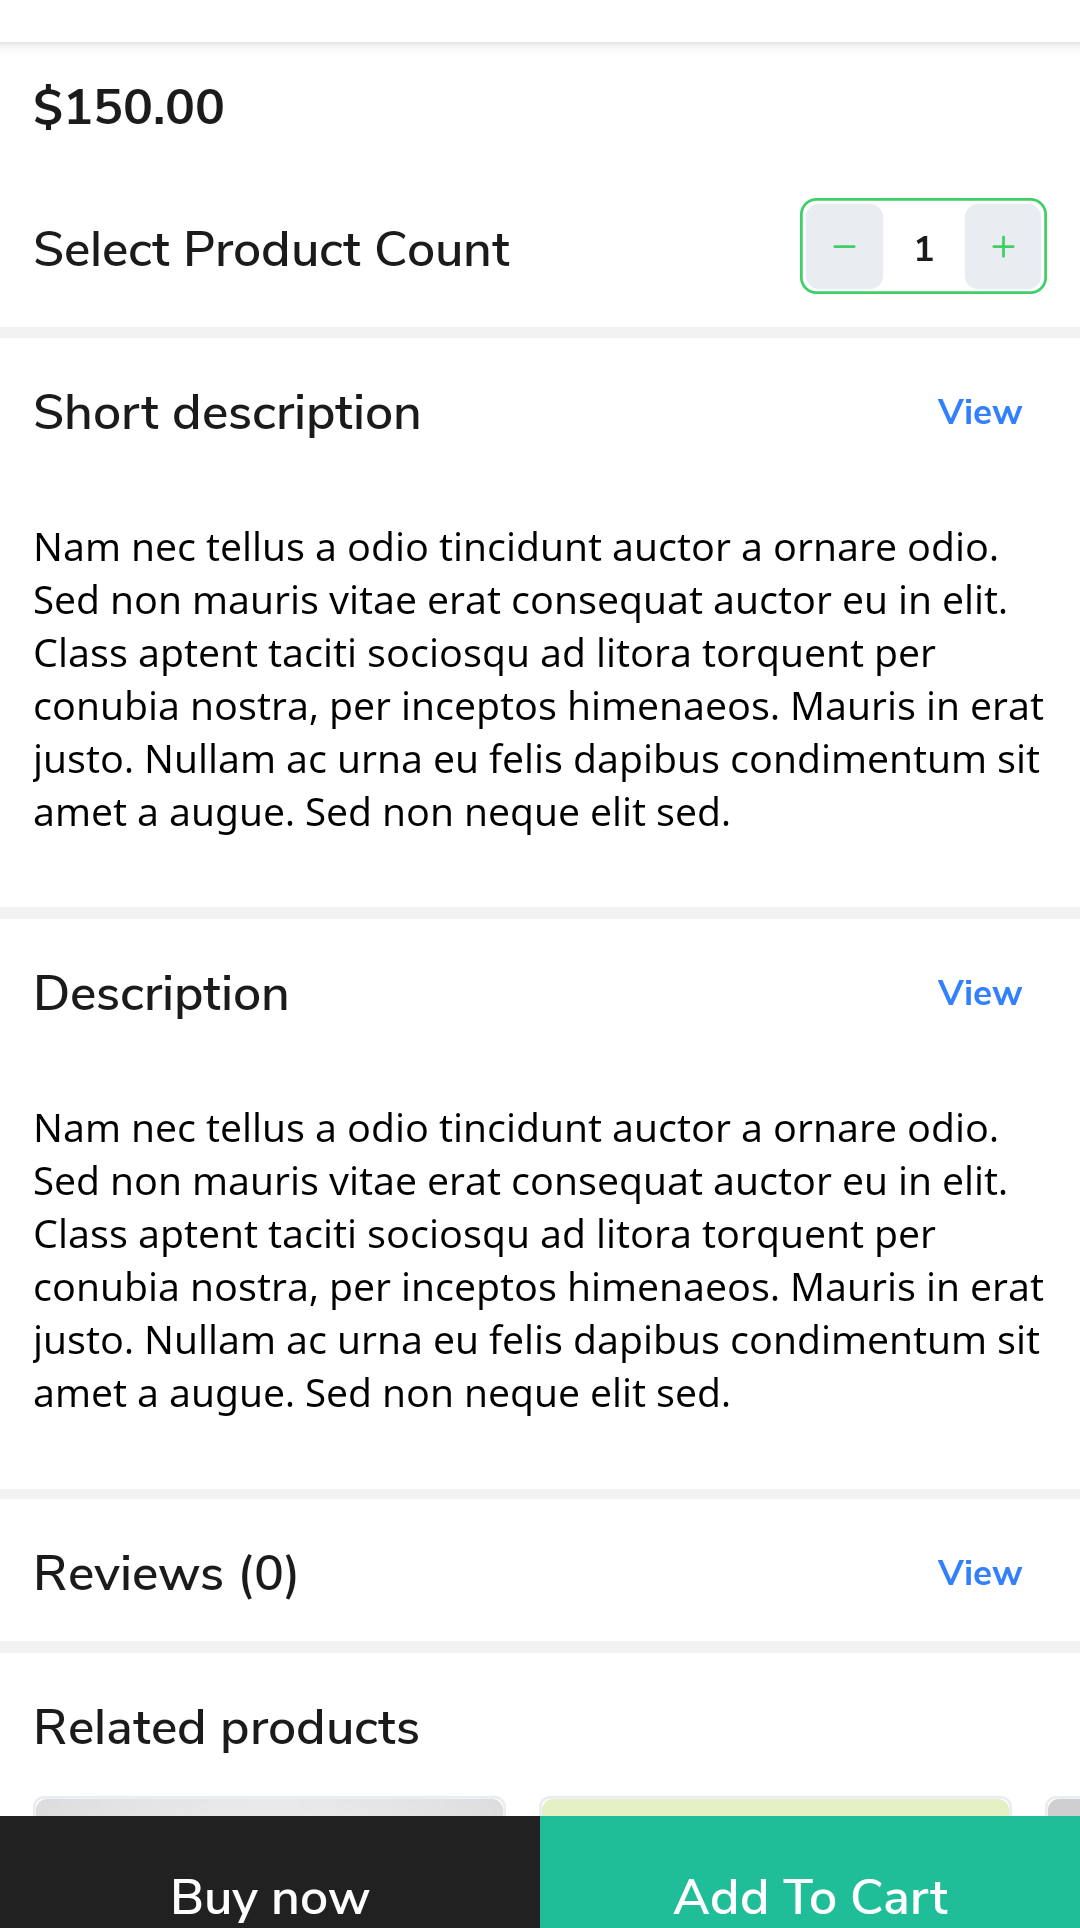 $150.00
Select Product Count
− 1 +
Short description View
Nam nec tellus a odio tincidunt auctor a ornare odio.
Sed non mauris vitae erat consequat auctor eu in elit.
Class aptent taciti sociosqu ad litora torquent per
conubia nostra, per inceptos himenaeos. Mauris in erat
justo. Nullam ac urna eu felis dapibus condimentum sit
amet a augue. Sed non neque elit sed.
Description View
Nam nec tellus a odio tincidunt auctor a ornare odio.
Sed non mauris vitae erat consequat auctor eu in elit.
Class aptent taciti sociosqu ad litora torquent per
conubia nostra, per inceptos himenaeos. Mauris in erat
justo. Nullam ac urna eu felis dapibus condimentum sit
amet a augue. Sed non neque elit sed.
Reviews (0) View
Related products
Buy now Add To Cart